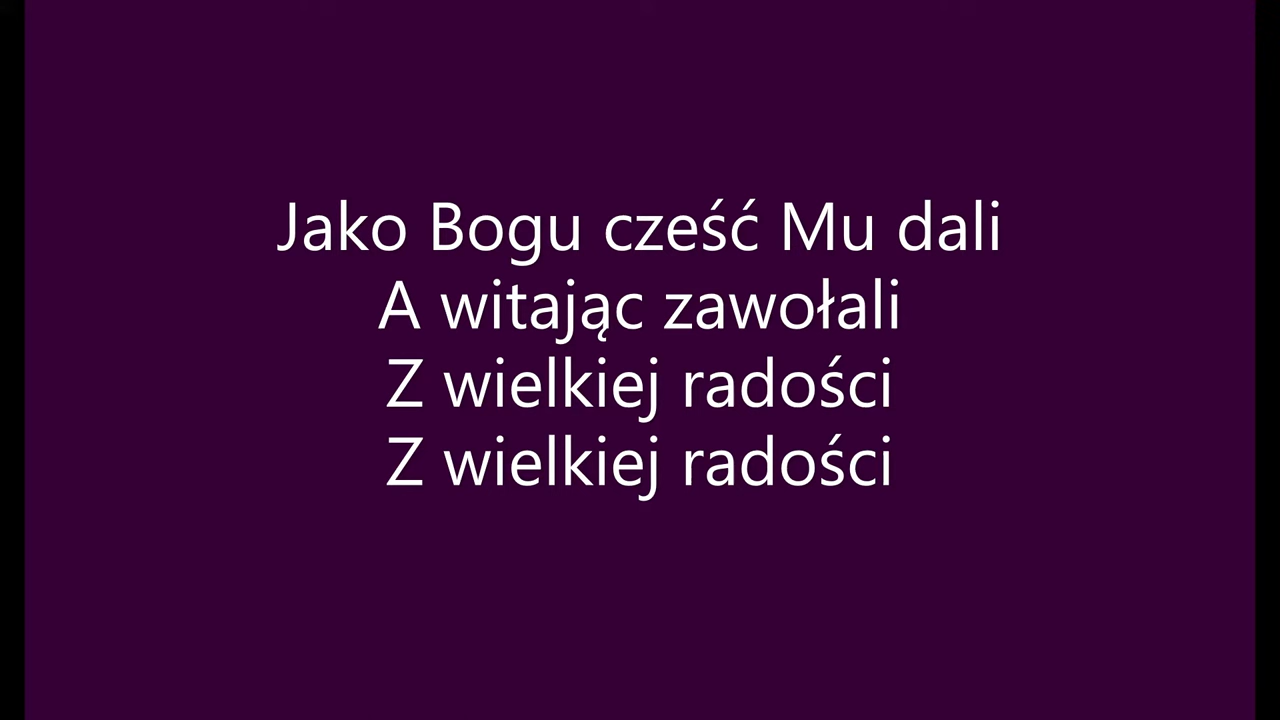 Jako Bogu cześć Mu dali
A witając zawołali
Z wielkiej radości
Z wielkiej radości